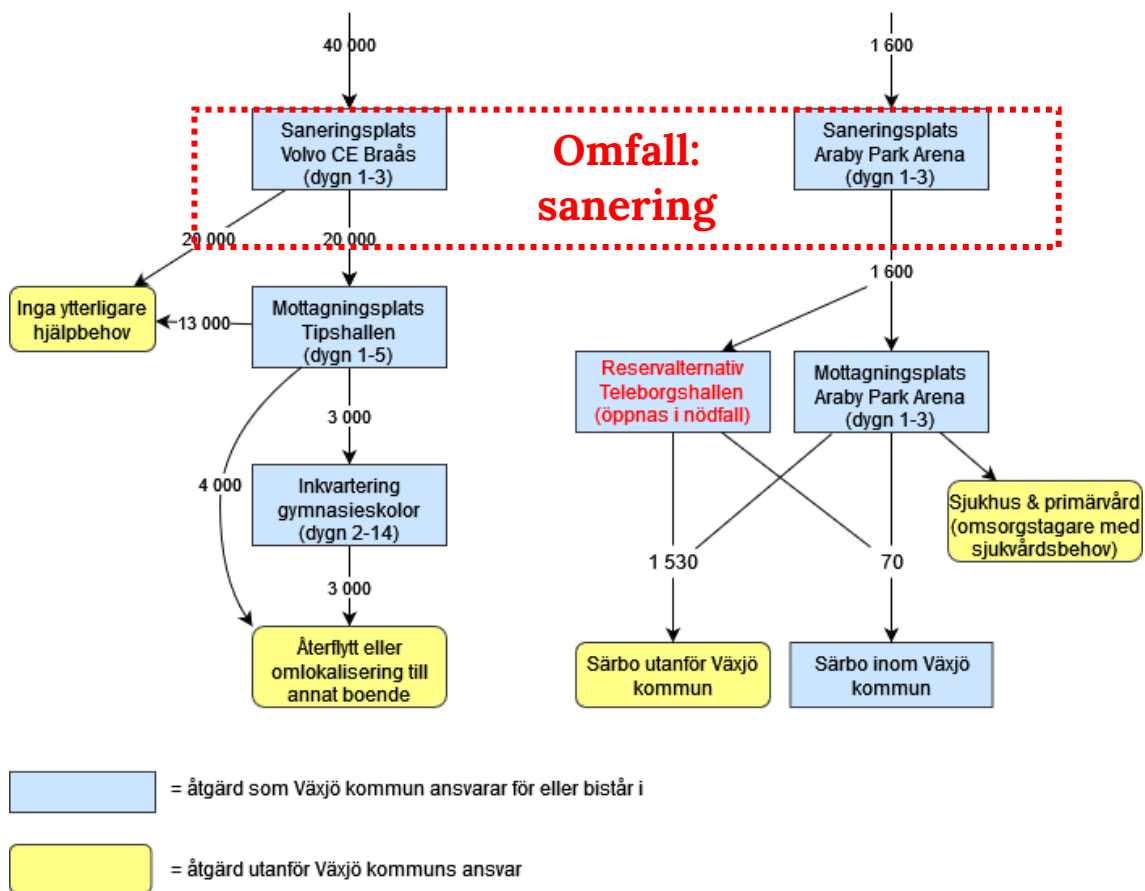 40 000
1 600
Saneringsplats
Volvo CE Braås
(dygn 1-3)
Omfall:
sanering
Saneringsplats
Araby Park Arena
(dygn 1-3)
20 000
20 000
1 600
Inga ytterligare
hjälpbehov
13 000
Mottagningsplats
Tipshallen
(dygn 1-5)
Reservalternativ
Teleborgshallen
(öppnas i nödfall)
Mottagningsplats
Araby Park Arena
(dygn 1-3)
3 000
4 000
Inkvartering
gymnasieskolor
(dygn 2-14)
Sjukhus & primärvård
(omsorgstagare med
sjukvårdsbehov)
1 530
70
3 000
Återflytt eller
omlokalisering till
annat boende
Särbo utanför Växjö
kommun
Särbo inom Växjö
kommun
= åtgärd som Växjö kommun ansvarar för eller bistår i
= åtgärd utanför Växjö kommuns ansvar